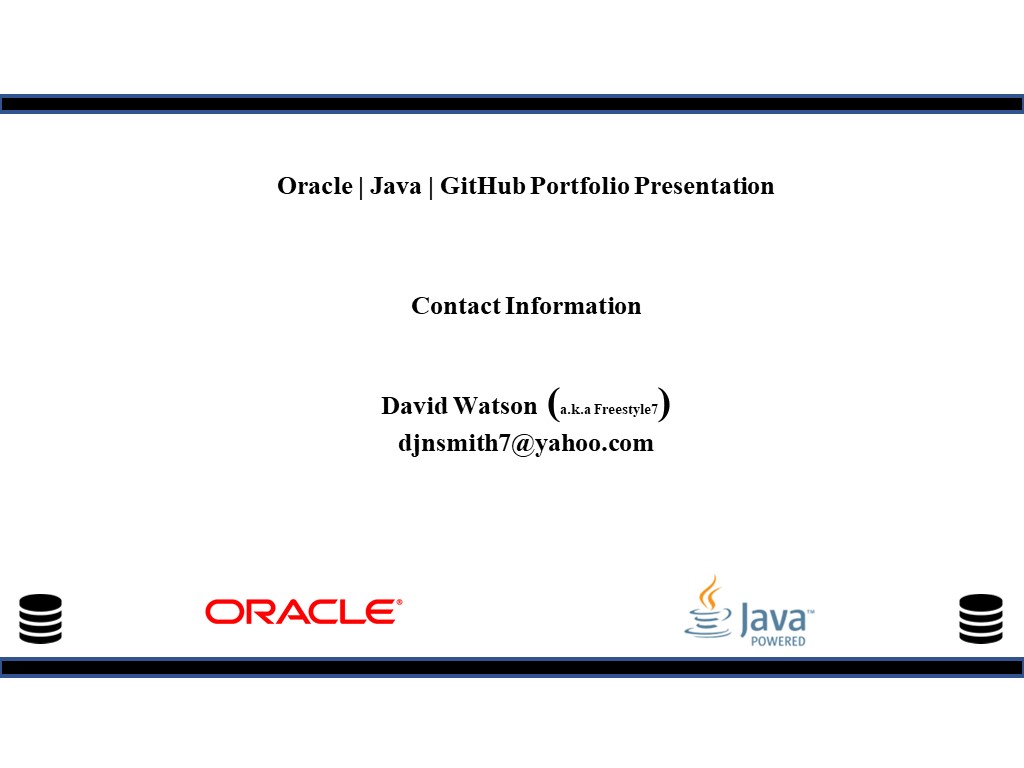 Oracle | Java | GitHub Portfolio Presentation
Contact Information
David Watson (a.k.a Freestyle7)
djnsmith7@yahoo.com
ORACLE®
Java™
POWERED